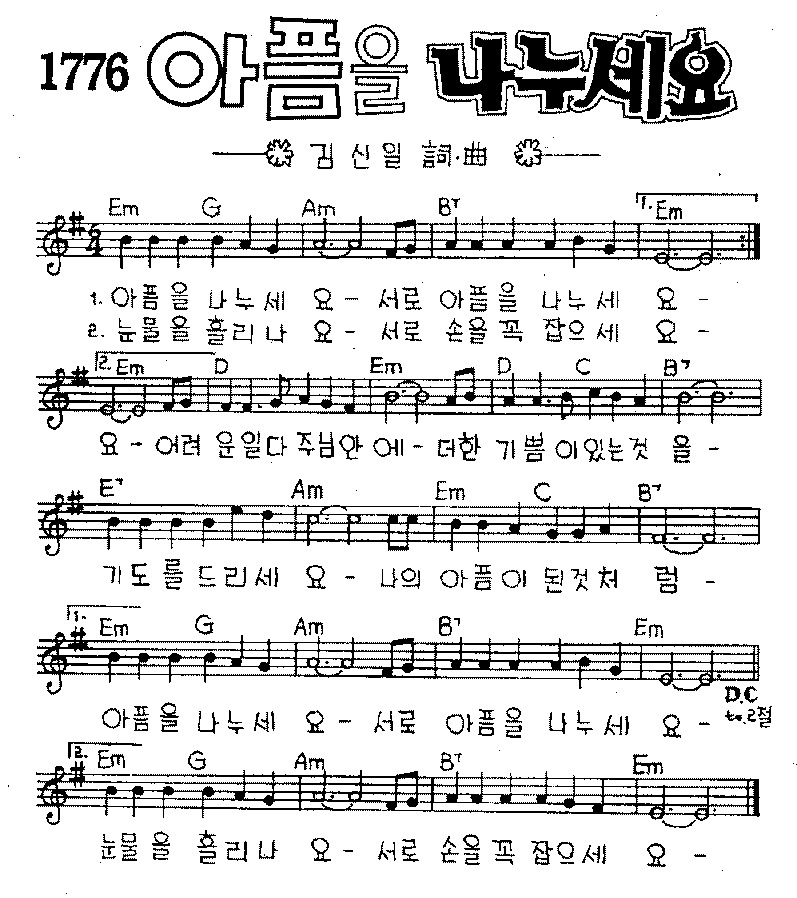 1776 아픔을 나누세요
김신일 詞·曲
Em G Am B7 1. Em
1. 아픔을 나누세 요 - 서로 아픔을 나누세 요 -
2. 눈물을 흘리나 요 - 서로 손을꼭 잡으세 요 -
2. Em D Em D C B7
요 - 어려 운일다 주님안 에 - 더한 기쁨이있는것 을 -
E7 Am Em C B7
기도를 드리세 요 - 나의 아픔이 된것처 럼 -
1. Em G Am B7 Em
아픔을 나누세 요 - 서로 아픔을 나누세 요 -
D.C
to. 2절
2. Em G Am B7 Em
눈물을 흘리나 요 - 서로 손을꼭 잡으세 요 -